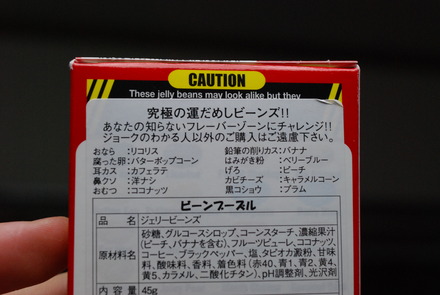 CAUTION
These jelly beans may look alike but they
究極の運だめしビーンズ!!
あなたの知らないフレーバーゾーンにチャレンジ!!
ジョークのわかる人以外のご購入はご遠慮下さい。
おなら:リコリス 鉛筆の削りカス:バナナ
腐った卵:バターポップコーン はみがき粉:ベリーブルー
耳カス:カフェラテ げろ:ピーチ
鼻クソ:洋ナシ カビチーズ:キャラメルコーン
おむつ:ココナッツ 黒コショウ:プラム
ビーンブーズル
品名 ジェリービーンズ
原材料名 砂糖、グルコースシロップ、コーンスターチ、濃縮果汁
(ピーチ、バナナを含む)、フルーツピューレ、ココナッツ、
コーヒー、ブラックペッパー、塩、タピオカ澱粉、甘味
料、酸味料、香料、着色料(赤40、青1、青2、黄4、
黄5、カラメル、二酸化チタン)、pH調整剤、光沢剤
内容量 45g